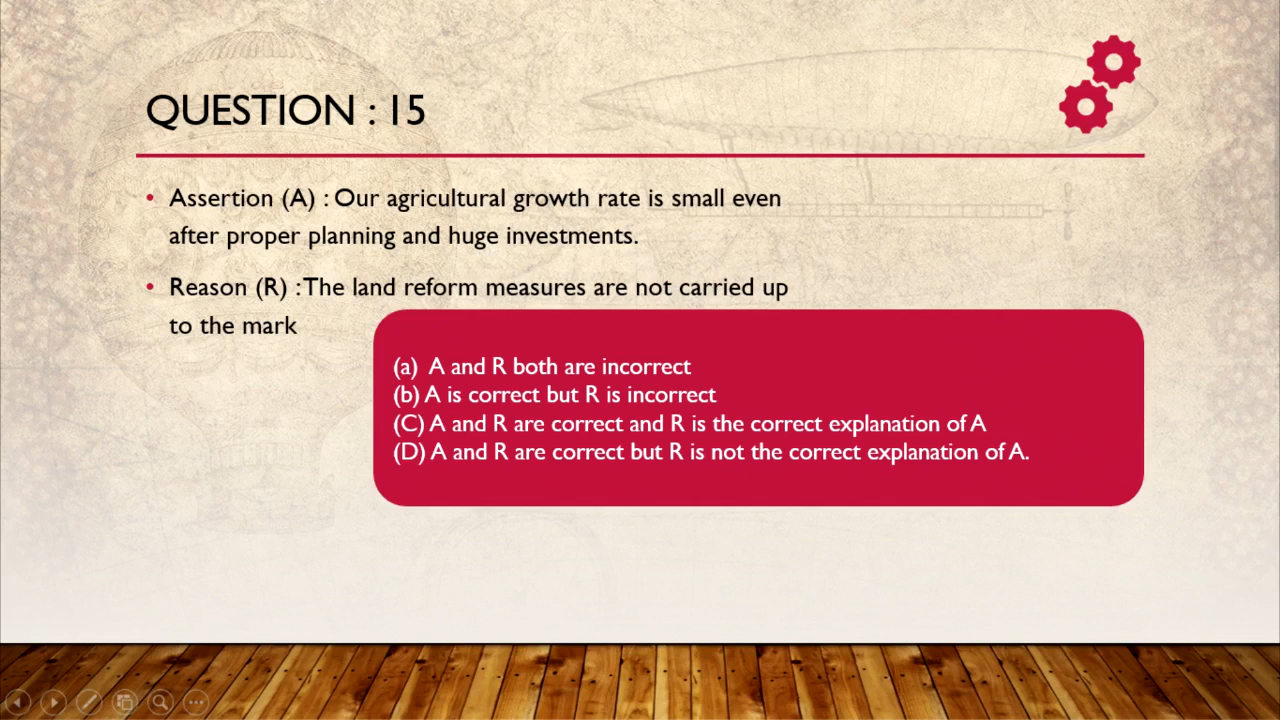 QUESTION : 15
• Assertion (A) : Our agricultural growth rate is small even
after proper planning and huge investments.
• Reason (R) : The land reform measures are not carried up
to the mark
(a) A and R both are incorrect
(b) A is correct but R is incorrect
(C) A and R are correct and R is the correct explanation of A
(D) A and R are correct but R is not the correct explanation of A.